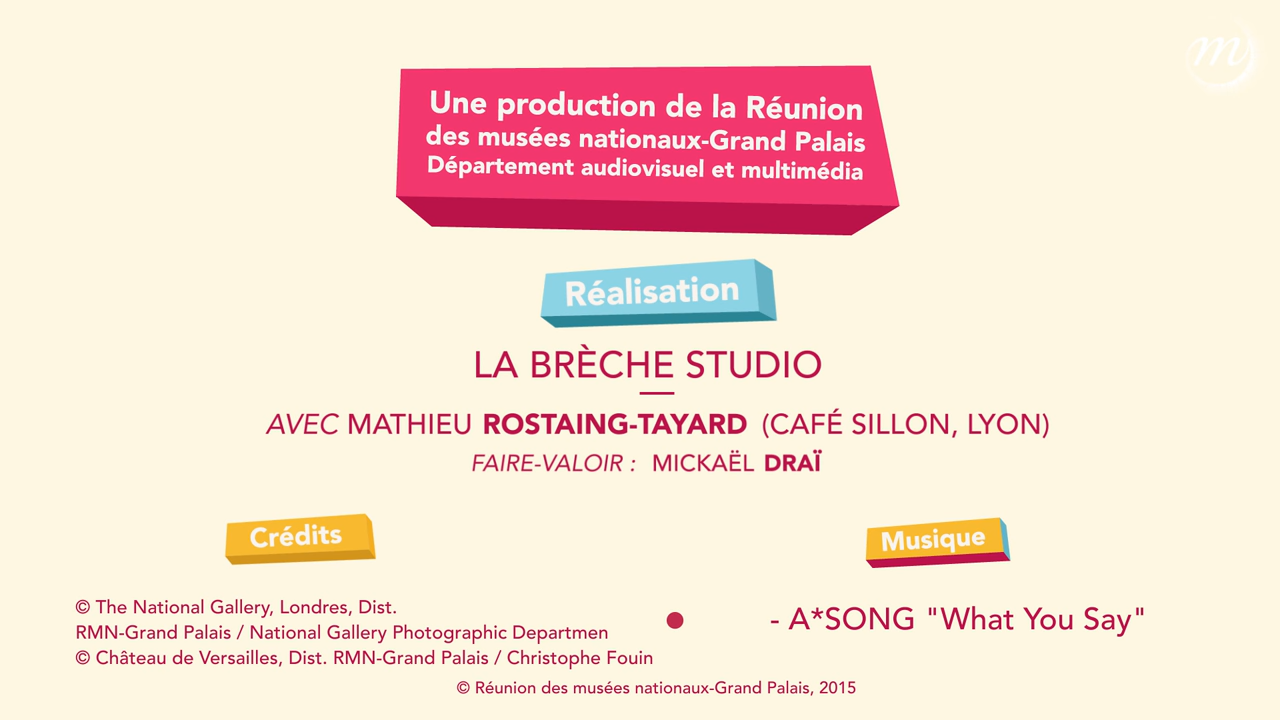 m
Une production de la Réunion
des musées nationaux-Grand Palais
Département audiovisuel et multimédia
Réalisation
LA BRÈCHE STUDIO
AVEC MATHIEU ROSTAING-TAYARD (CAFÉ SILLON, LYON)
FAIRE-VALOIR : MICKAËL DRAÏ
Crédits
© The National Gallery, Londres, Dist.
RMN-Grand Palais / National Gallery Photographic Departmen
© Château de Versailles, Dist. RMN-Grand Palais / Christophe Fouin
Musique
- A*SONG "What You Say"
© Réunion des musées nationaux-Grand Palais, 2015